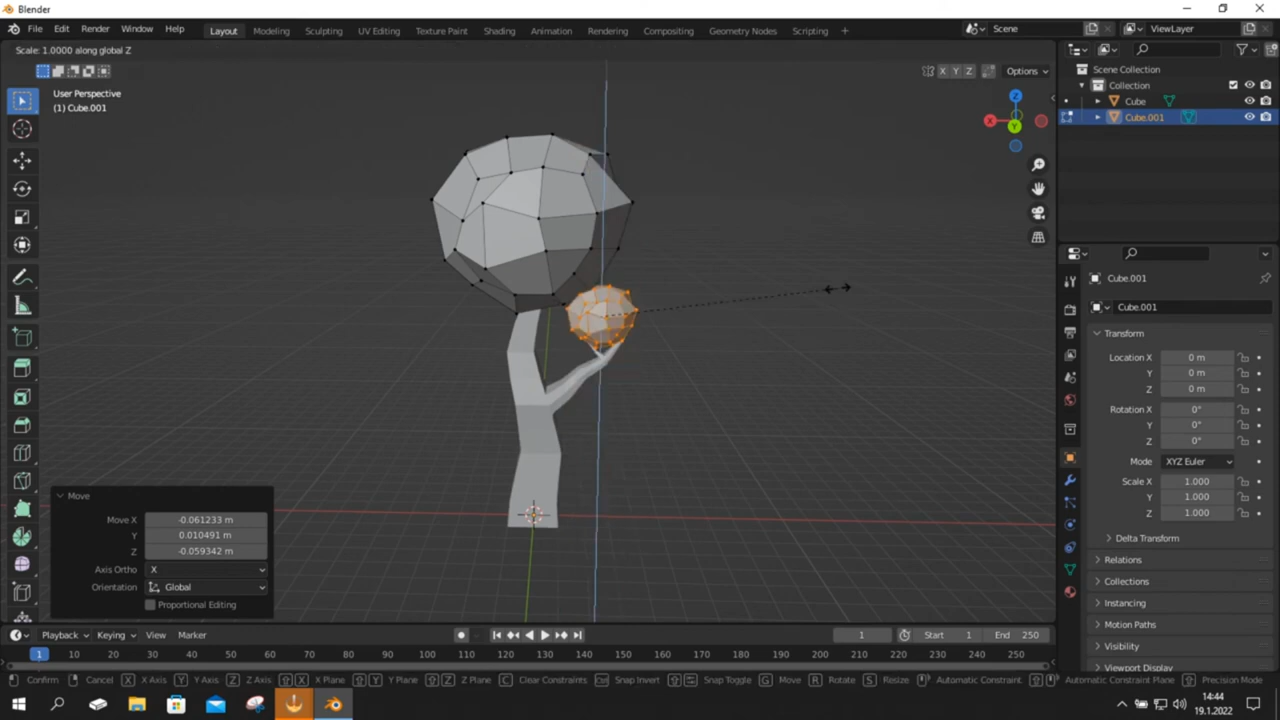 Blender
File Edit Render Window Help
Layout Modeling Sculpting UV Editing Texture Paint Shading Animation Rendering Compositing Geometry Nodes Scripting +
Scene
ViewLayer
Scale: 1.0000 along global Z
X Y Z Options
User Perspective
(1) Cube.001
Z
X
Y
Scene Collection
Collection
Cube
Cube.001
Cube.001
Cube.001
Transform
Location X 0 m
Y 0 m
Z 0 m
Rotation X 0°
Y 0°
Z 0°
Mode XYZ Euler
Scale X 1.000
Y 1.000
Z 1.000
Delta Transform
Relations
Collections
Instancing
Motion Paths
Visibility
Viewport Display
Move
Move X -0.061233 m
Y 0.010491 m
Z -0.059342 m
Axis Ortho X
Orientation Global
Proportional Editing
Playback Keying View Marker
1 Start 1 End 250
1 10 20 30 40 50 60 70 80 90 100 110 120 130 140 150 160 170 180 190 200 210 220 230 240 250
Confirm Cancel X X Axis Y Y Axis Z Z Axis X X Plane Y Y Plane Z Z Plane C Clear Constraints Ctrl Snap Invert Snap Toggle G Move R Rotate S Resize Automatic Constraint Automatic Constraint Plane Precision Mode
14:44
19.1.2022